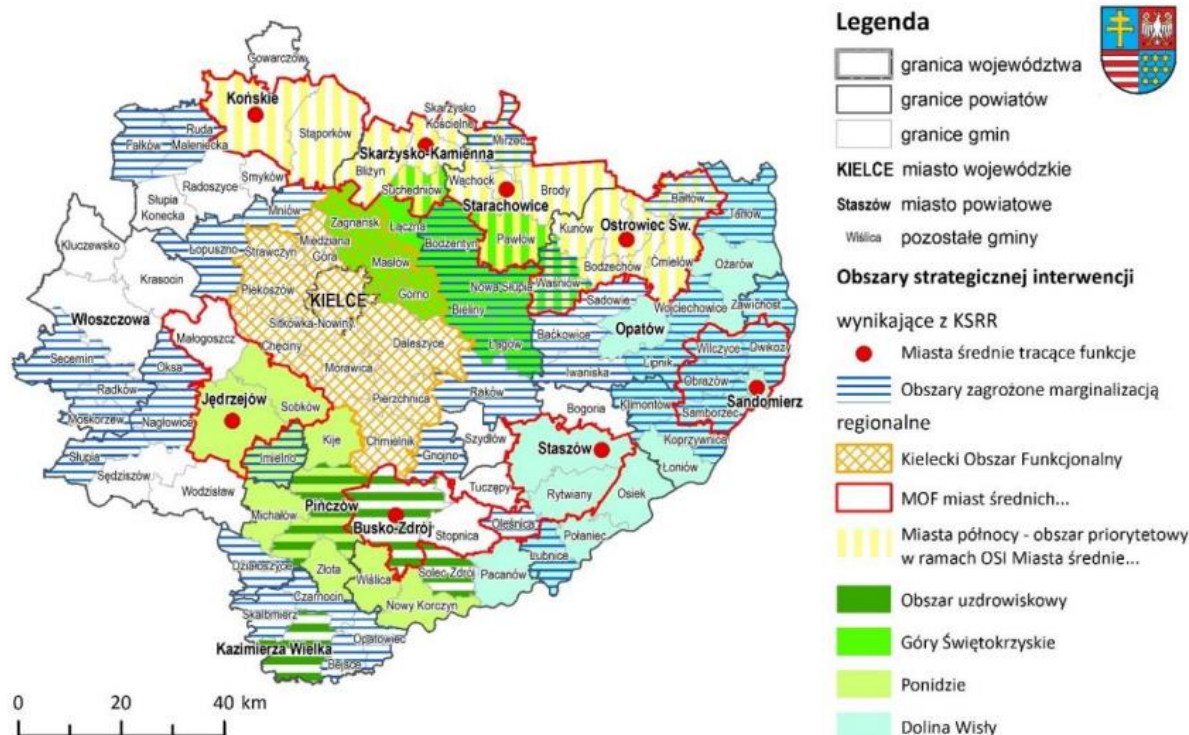 Gowarczów
Końskie
Stąporków
Skarżysko
Kościelne
Mirzec
Skarżysko-Kamienna
Ruda
Maleniecka
Fałków
Bliżyn
Radoszyce
Smyków
Słupia
Konecka
Suchedniów
Wąchock
Brody
Starachowice
Bałtów
Tarłów
Kunów
Ostrowiec Św.
Mniów
Zagnańsk
Łączna
Bodzentyn
Pawłów
Kluczewsko
Łopuszno
Strawczyn
Miedziana
Góra
Masłów
Bodzechów
Ćmielów
Ożarów
Krasocin
Piekoszów
KIELCE
Górno
Nowa Słupia
Waśniów
Sadowie
Wojciechowice
Zawichost
Bieliny
Opatów
Włoszczowa
Małogoszcz
Sitkówka-Nowiny
Chęciny
Daleszyce
Łagów
Baćkowice
Lipnik
Wilczyce
Dwikozy
Secemin
Oksa
Morawica
Iwaniska
Obrazów
Radków
Raków
Klimontów
Sandomierz
Samborzec
Moskorzew
Nagłowice
Jędrzejów
Sobków
Pierzchnica
Bogoria
Koprzywnica
Słupia
Imielno
Kije
Chmielnik
Gnojno
Szydłów
Staszów
Łoniów
Sędziszów
Wodzisław
Tuczępy
Rytwiany
Osiek
Michałów
Pińczów
Busko-Zdrój
Stopnica
Oleśnica
Połaniec
Łubnice
Działoszyce
Złota
Wiślica
Solec-Zdrój
Pacanów
Czarnocin
Nowy Korczyn
Skalbmierz
Kazimierza Wielka
Opatowiec
Bejsce
0 20 40 km
Legenda
granica województwa
granice powiatów
granice gmin
KIELCE miasto wojewódzkie
Staszów miasto powiatowe
Wiślica pozostałe gminy
Obszary strategicznej interwencji
wynikające z KSRR
Miasta średnie tracące funkcje
Obszary zagrożone marginalizacją
regionalne
Kielecki Obszar Funkcjonalny
MOF miast średnich...
Miasta północy - obszar priorytetowy
w ramach OSI Miasta średnie...
Obszar uzdrowiskowy
Góry Świętokrzyskie
Ponidzie
Dolina Wisły